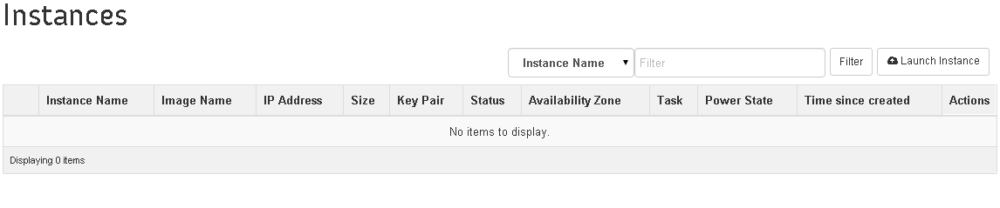 Instances
Instance Name Filter Filter Launch Instance
Instance Name Image Name IP Address Size Key Pair Status Availability Zone Task Power State Time since created Actions
No items to display.
Displaying 0 items